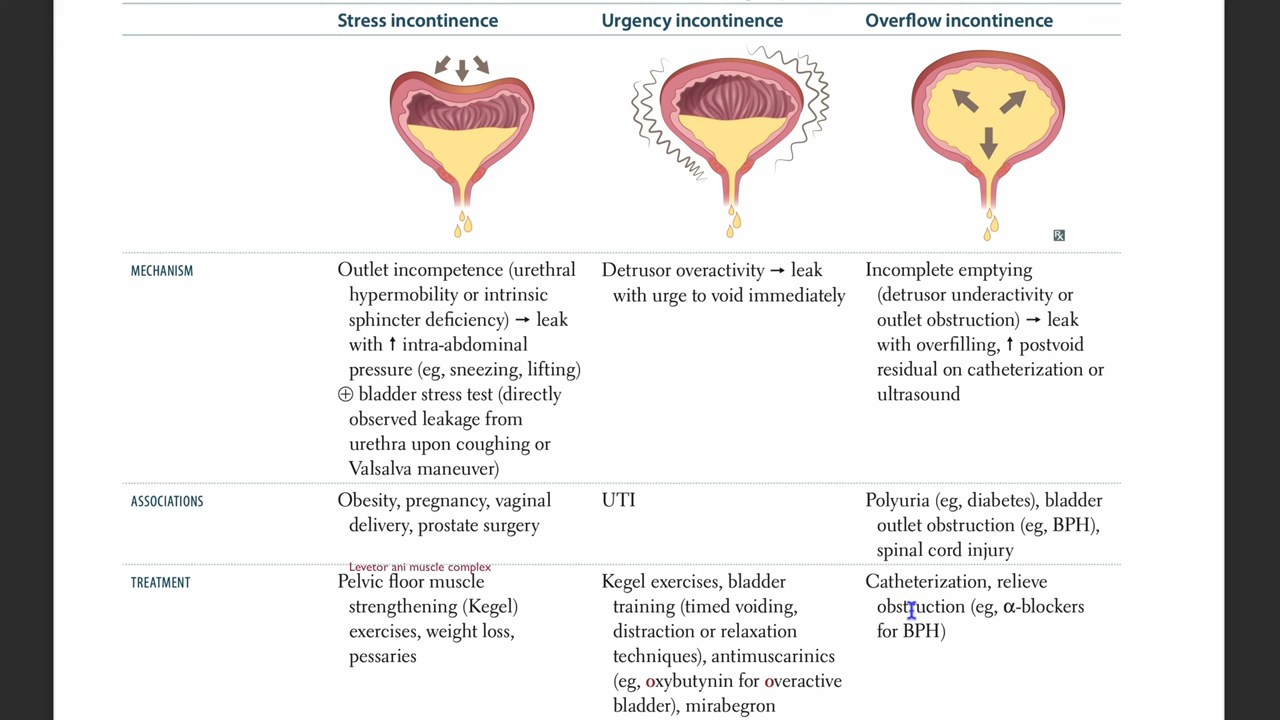 Stress incontinence Urgency incontinence Overflow incontinence
℞
MECHANISM
Outlet incompetence (urethral
hypermobility or intrinsic
sphincter deficiency) → leak
with ↑ intra-abdominal
pressure (eg, sneezing, lifting)
⊕ bladder stress test (directly
observed leakage from
urethra upon coughing or
Valsalva maneuver)
Detrusor overactivity → leak
with urge to void immediately
Incomplete emptying
(detrusor underactivity or
outlet obstruction) → leak
with overfilling, ↑ postvoid
residual on catheterization or
ultrasound
ASSOCIATIONS
Obesity, pregnancy, vaginal
delivery, prostate surgery
UTI
Polyuria (eg, diabetes), bladder
outlet obstruction (eg, BPH),
spinal cord injury
TREATMENT
Levetor ani muscle complex
Pelvic floor muscle
strengthening (Kegel)
exercises, weight loss,
pessaries
Kegel exercises, bladder
training (timed voiding,
distraction or relaxation
techniques), antimuscarinics
(eg, oxybutynin for overactive
bladder), mirabegron
Catheterization, relieve
obstruction (eg, α-blockers
for BPH)